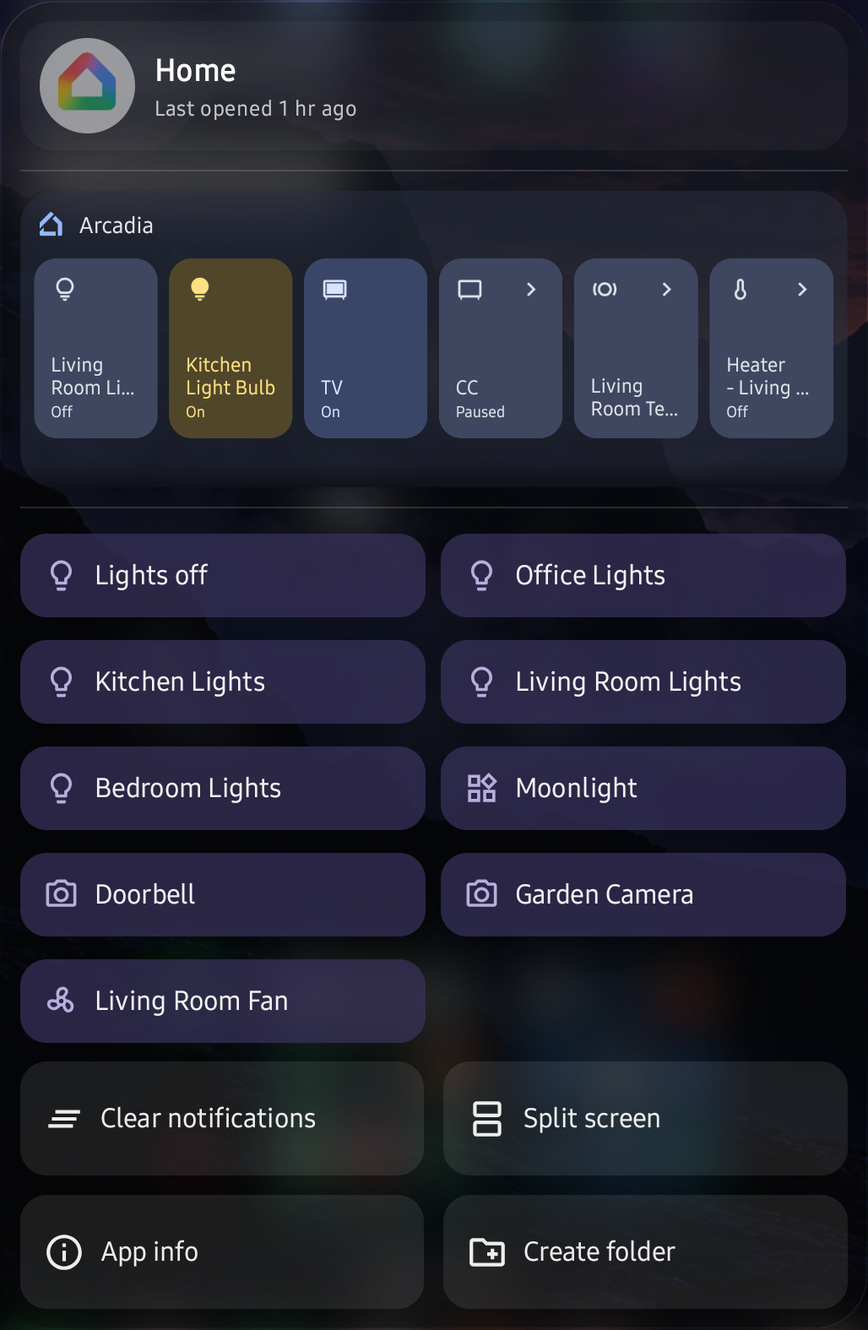 Home
Last opened 1 hr ago
Arcadia
Living
Room Li...
Off
Kitchen
Light Bulb
On
TV
On
CC
Paused
Living
Room Te...
Heater
- Living ...
Off
Lights off
Office Lights
Kitchen Lights
Living Room Lights
Bedroom Lights
Moonlight
Doorbell
Garden Camera
Living Room Fan
Clear notifications
Split screen
App info
Create folder